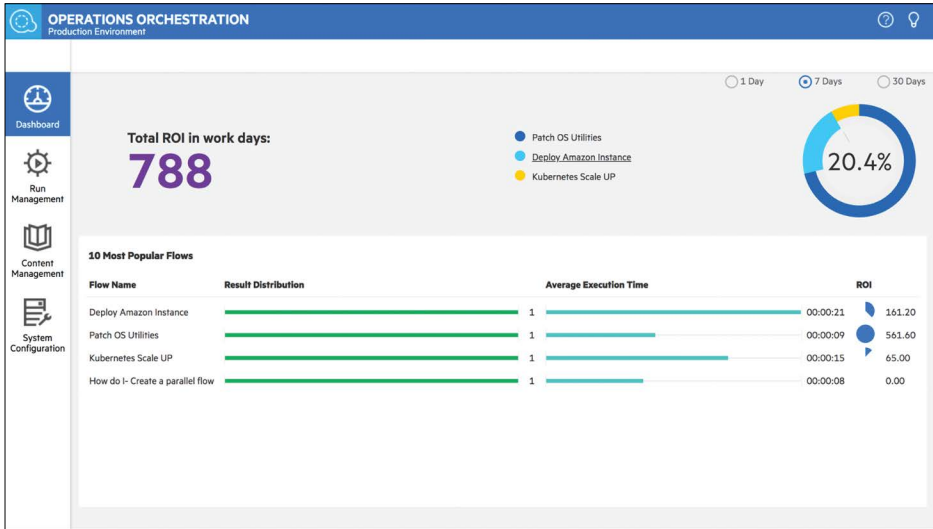 OPERATIONS ORCHESTRATION
Production Environment
1 Day
7 Days
30 Days
Dashboard
Run
Management
Content
Management
System
Configuration
Total ROI in work days:
788
Patch OS Utilities
Deploy Amazon Instance
Kubernetes Scale UP
20.4%
10 Most Popular Flows
Flow Name Result Distribution Average Execution Time ROI
Deploy Amazon Instance 1 00:00:21 161.20
Patch OS Utilities 1 00:00:09 561.60
Kubernetes Scale UP 1 00:00:15 65.00
How do I- Create a parallel flow 1 00:00:08 0.00